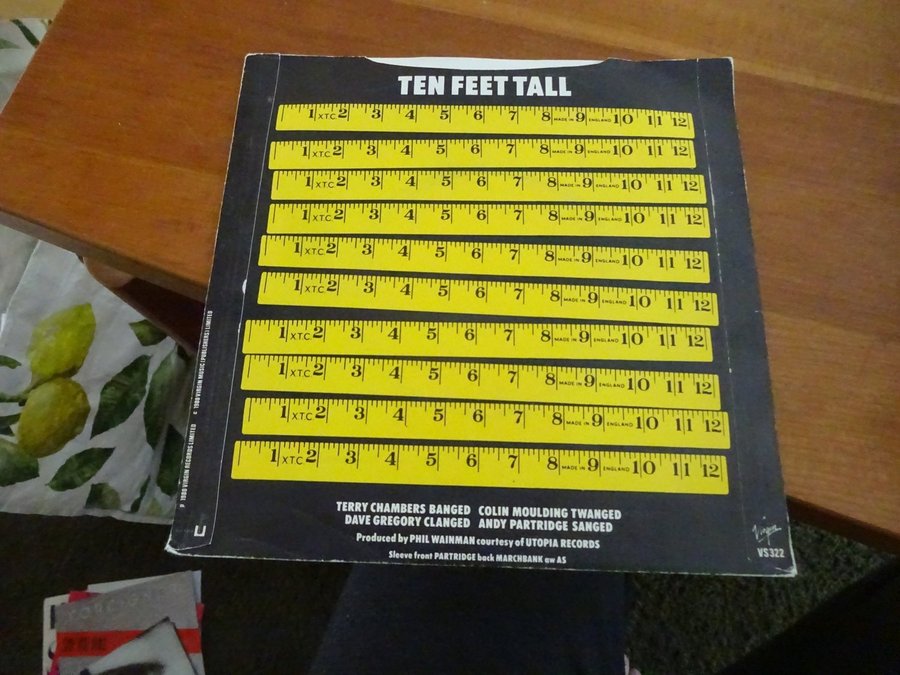 TEN FEET TALL
1 XTC 2 3 4 5 6 7 8 MADE IN 9 ENGLAND 10 11 12
1 XTC 2 3 4 5 6 7 8 MADE IN 9 ENGLAND 10 11 12
1 XTC 2 3 4 5 6 7 8 MADE IN 9 ENGLAND 10 11 12
1 XTC 2 3 4 5 6 7 8 MADE IN 9 ENGLAND 10 11 12
1 XTC 2 3 4 5 6 7 8 MADE IN 9 ENGLAND 10 11 12
1 XTC 2 3 4 5 6 7 8 MADE IN 9 ENGLAND 10 11 12
1 XTC 2 3 4 5 6 7 8 MADE IN 9 ENGLAND 10 11 12
1 XTC 2 3 4 5 6 7 8 MADE IN 9 ENGLAND 10 11 12
1 XTC 2 3 4 5 6 7 8 MADE IN 9 ENGLAND 10 11 12
1 XTC 2 3 4 5 6 7 8 MADE IN 9 ENGLAND 10 11 12
TERRY CHAMBERS BANGED COLIN MOULDING TWANGED
DAVE GREGORY CLANGED ANDY PARTRIDGE SANGED
Produced by PHIL WAINMAN courtesy of UTOPIA RECORDS
Sleeve front PARTRIDGE back MARCHBANK aw AS
Virgin
VS322
U
P 1980 VIRGIN RECORDS LIMITED
C 1980 VIRGIN MUSIC (PUBLISHERS) LIMITED